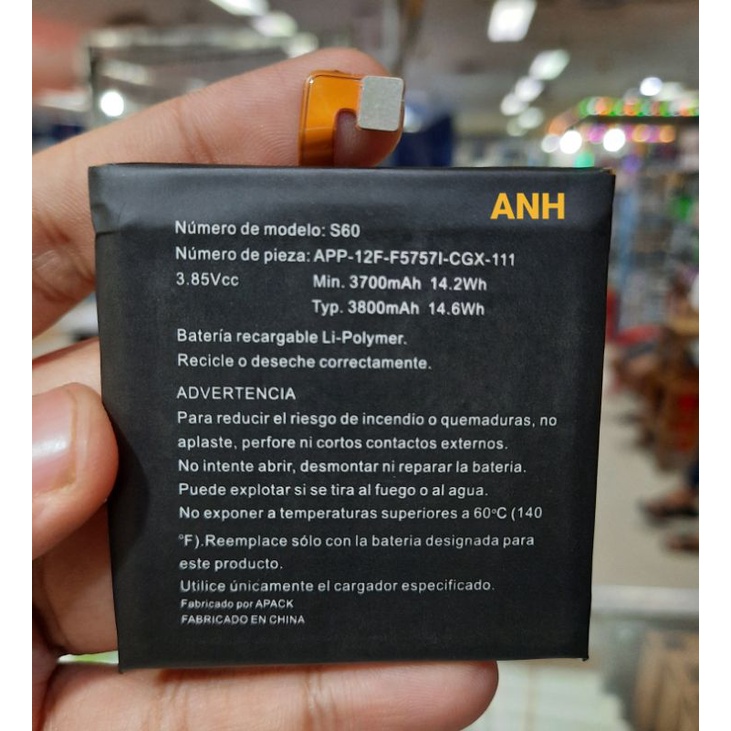 ANH
Número de modelo: S60
Número de pieza: APP-12F-F5757I-CGX-111
3.85Vcc Min. 3700mAh 14.2Wh
Typ. 3800mAh 14.6Wh
Batería recargable Li-Polymer.
Recicle o deseche correctamente.
ADVERTENCIA
Para reducir el riesgo de incendio o quemaduras, no
aplaste, perfore ni cortos contactos externos.
No intente abrir, desmontar ni reparar la batería.
Puede explotar si se tira al fuego o al agua.
No exponer a temperaturas superiores a 60°C (140
°F).Reemplace sólo con la bateria designada para
este producto.
Utilice únicamente el cargador especificado.
Fabricado por APACK
FABRICADO EN CHINA